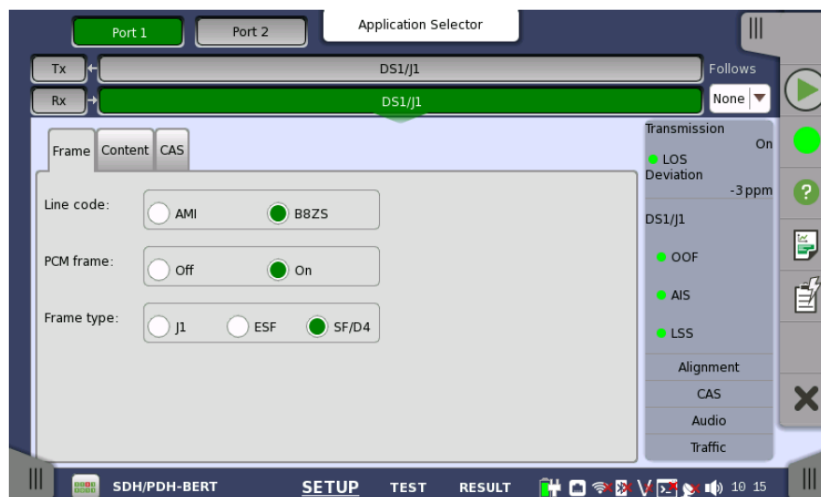 Port 1 Port 2 Application Selector
Tx DS1/J1 Follows
Rx DS1/J1 None
Frame Content CAS
Line code: AMI B8ZS
PCM frame: Off On
Frame type: J1 ESF SF/D4
Transmission
On
LOS
Deviation
-3 ppm
DS1/J1
OOF
AIS
LSS
Alignment
CAS
Audio
Traffic
?
SDH/PDH-BERT SETUP TEST RESULT 10 15